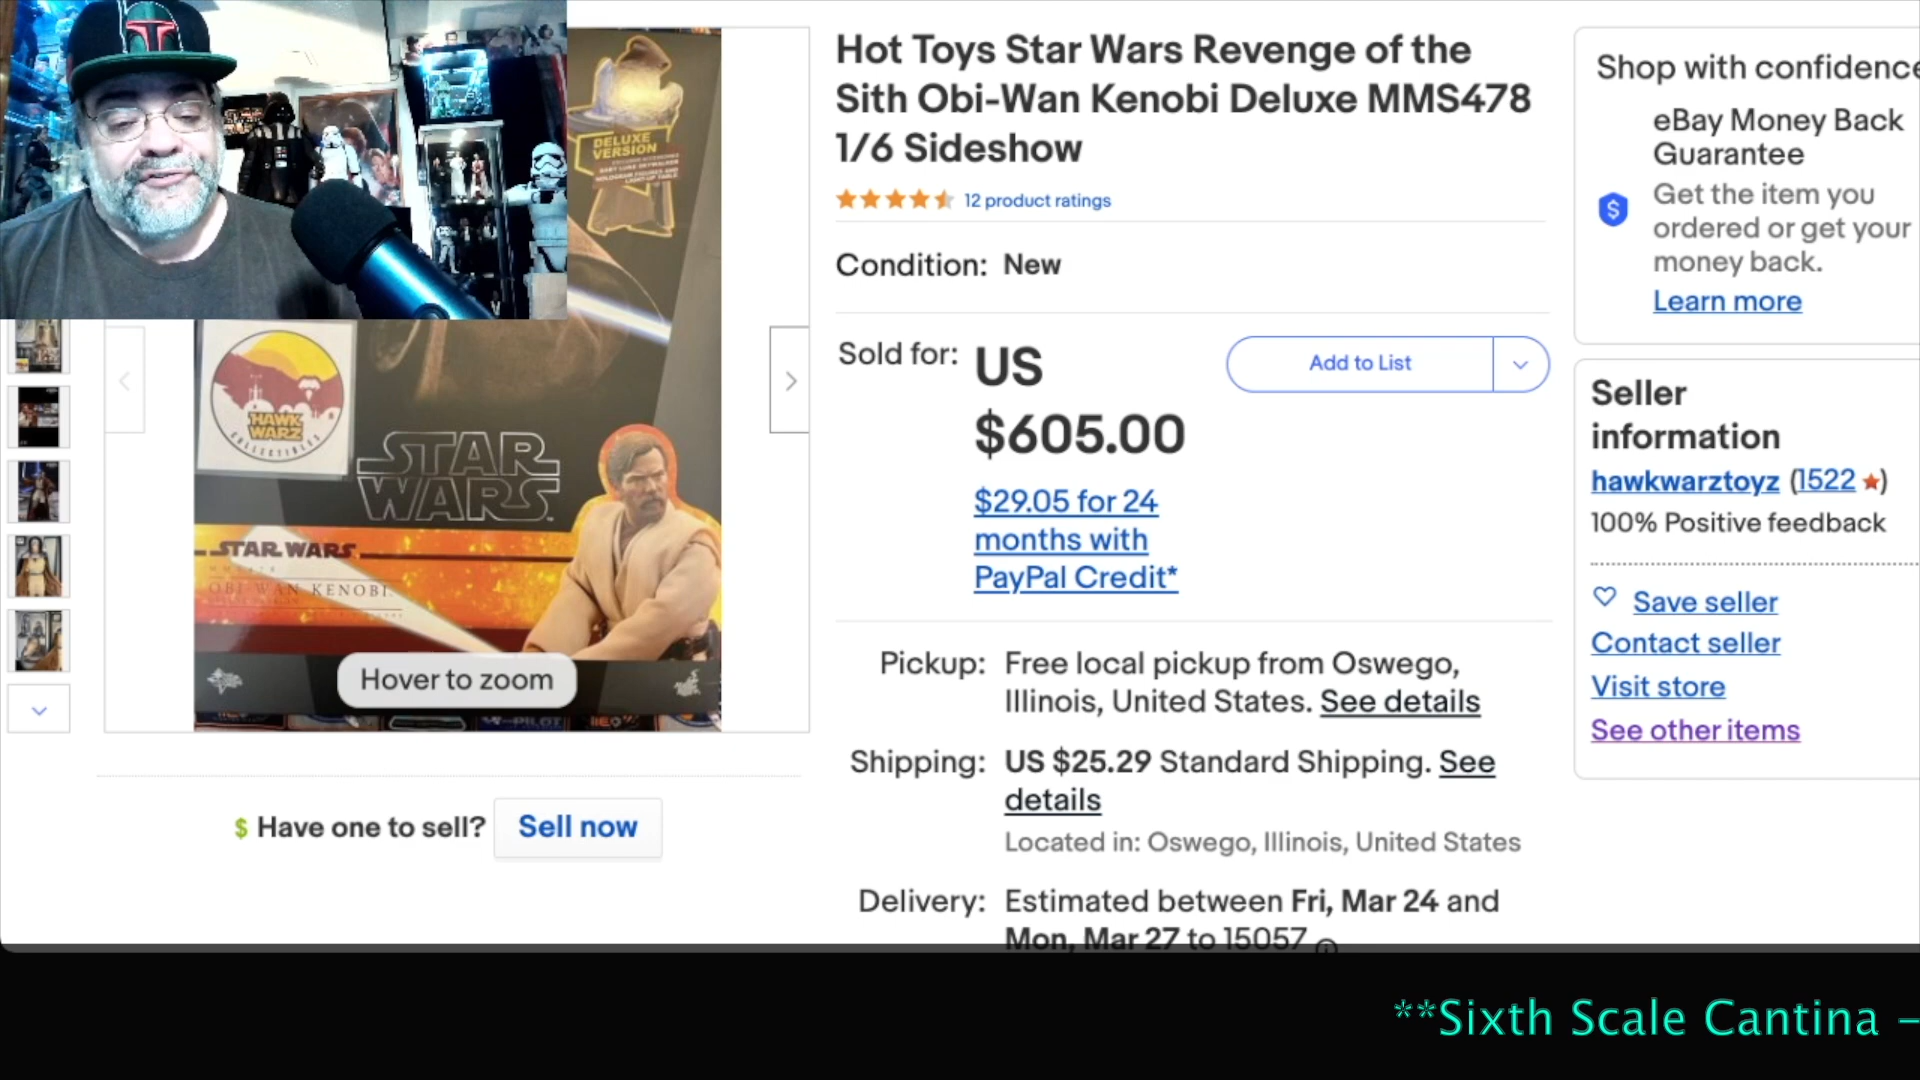 DELUXE
VERSION
HAWK
WARZ
COLLECTIBLES
STAR
WARS
STAR WARS
OBI-WAN KENOBI
Hover to zoom
$ Have one to sell? Sell now
Hot Toys Star Wars Revenge of the
Sith Obi-Wan Kenobi Deluxe MMS478
1/6 Sideshow
12 product ratings
Condition: New
Sold for: US
$605.00
Add to List
$29.05 for 24
months with
PayPal Credit*
Pickup: Free local pickup from Oswego,
Illinois, United States. See details
Shipping: US $25.29 Standard Shipping. See
details
Located in: Oswego, Illinois, United States
Delivery: Estimated between Fri, Mar 24 and
Mon, Mar 27 to 15057
Shop with confidence
eBay Money Back
Guarantee
Get the item you
ordered or get your
money back.
Learn more
Seller
information
hawkwarztoyz (1522)
100% Positive feedback
Save seller
Contact seller
Visit store
See other items
**Sixth Scale Cantina -